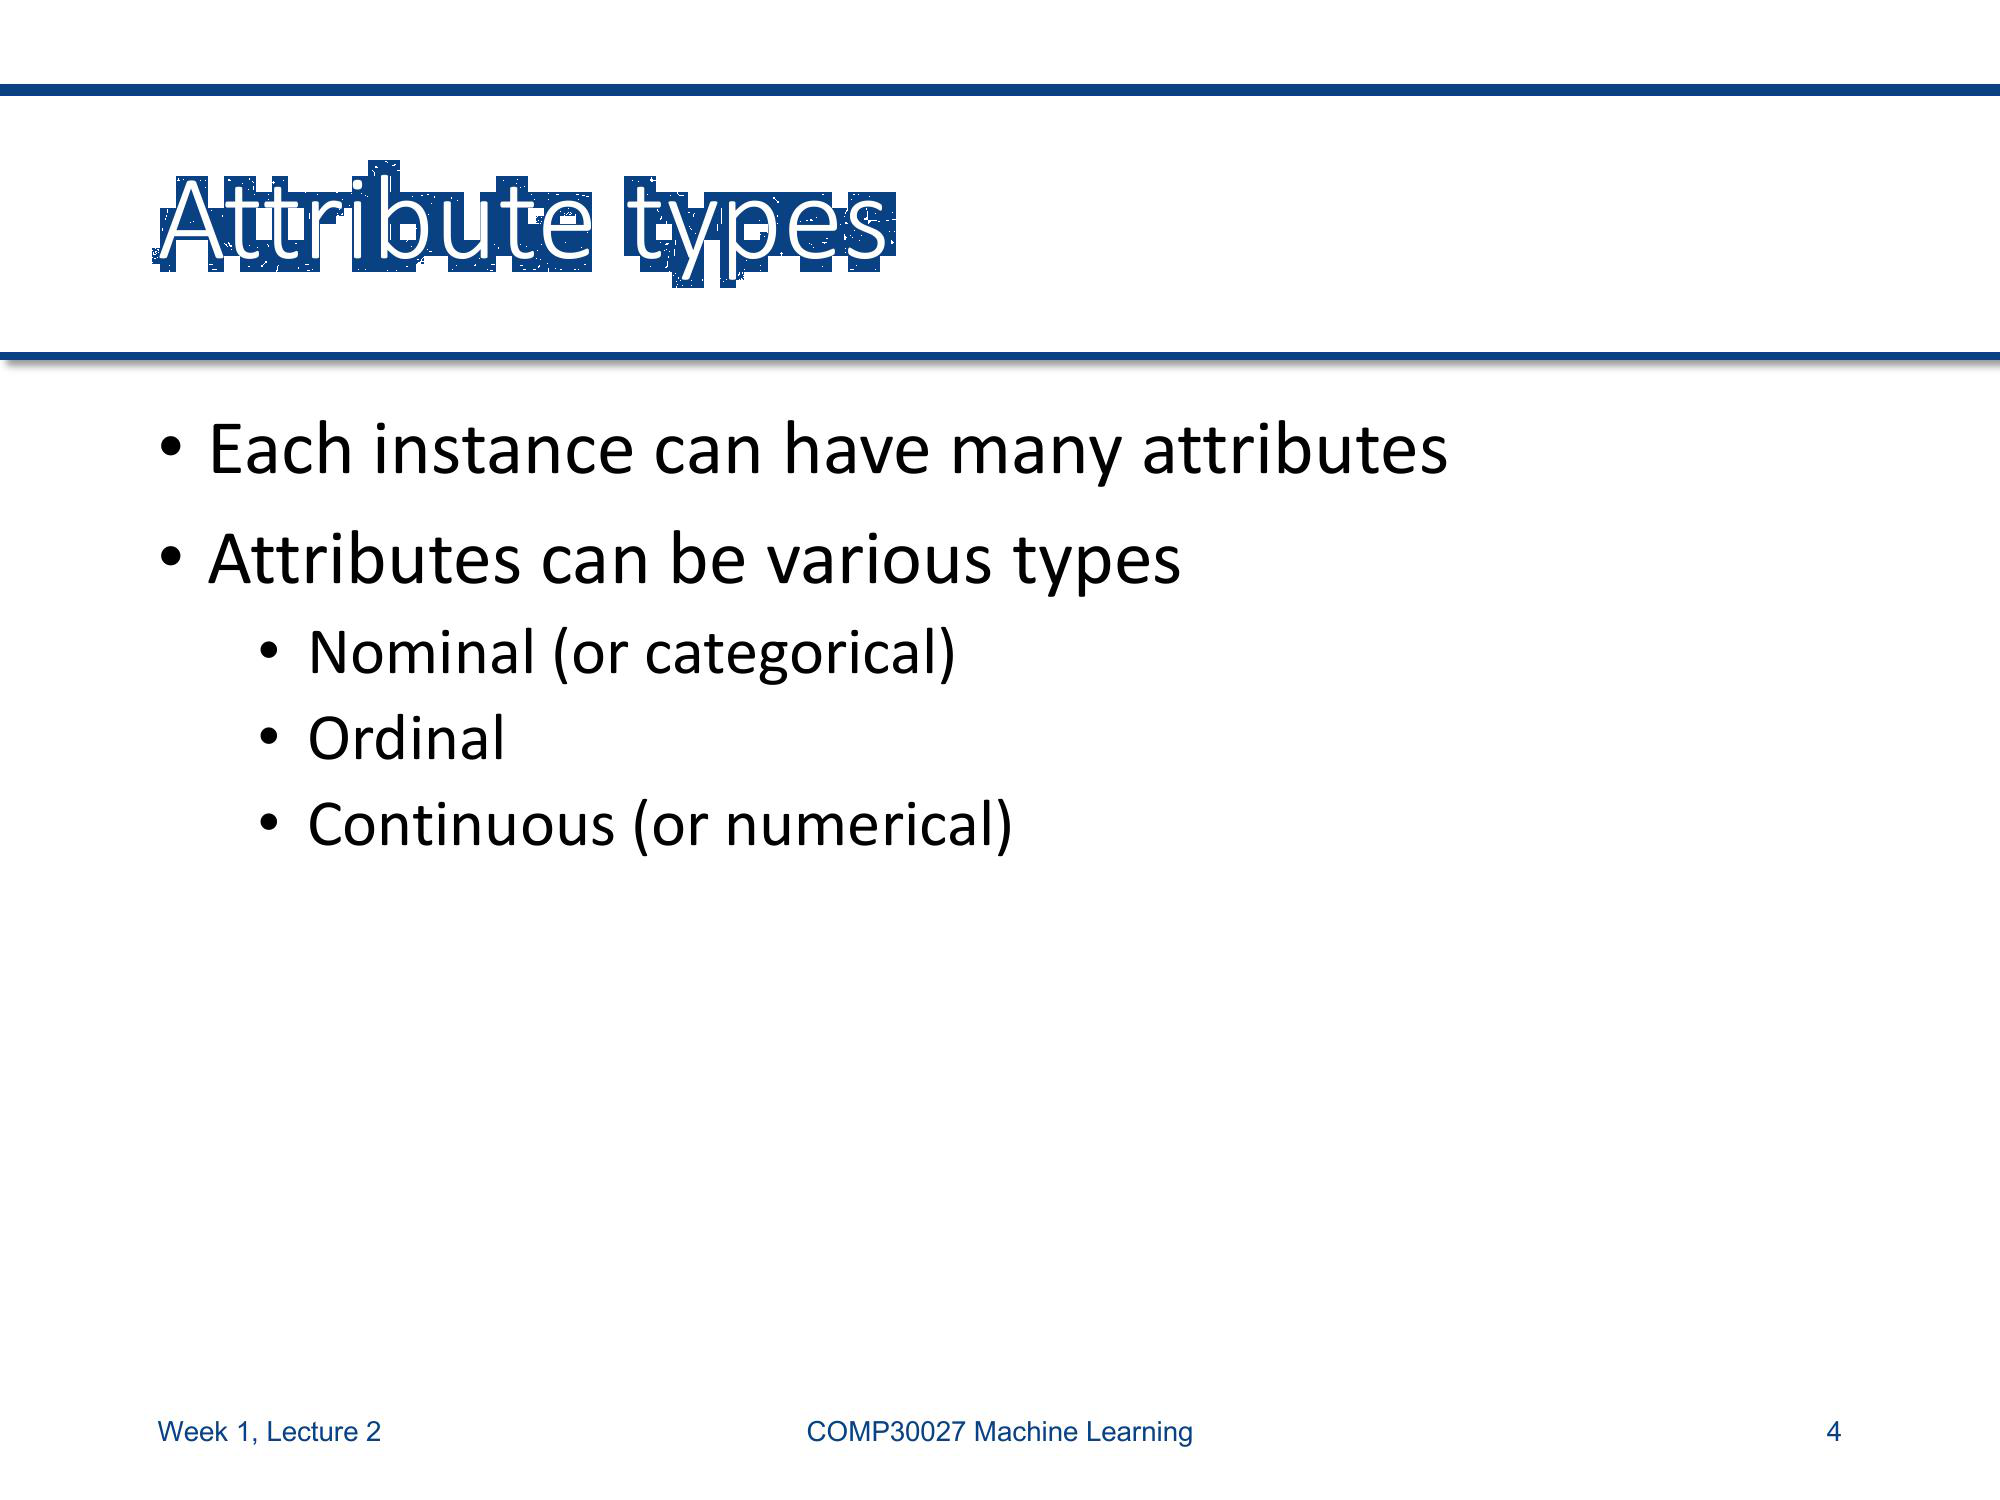 Attribute types
• Each instance can have many attributes
• Attributes can be various types
• Nominal (or categorical)
• Ordinal
• Continuous (or numerical)
Week 1, Lecture 2
COMP30027 Machine Learning
4